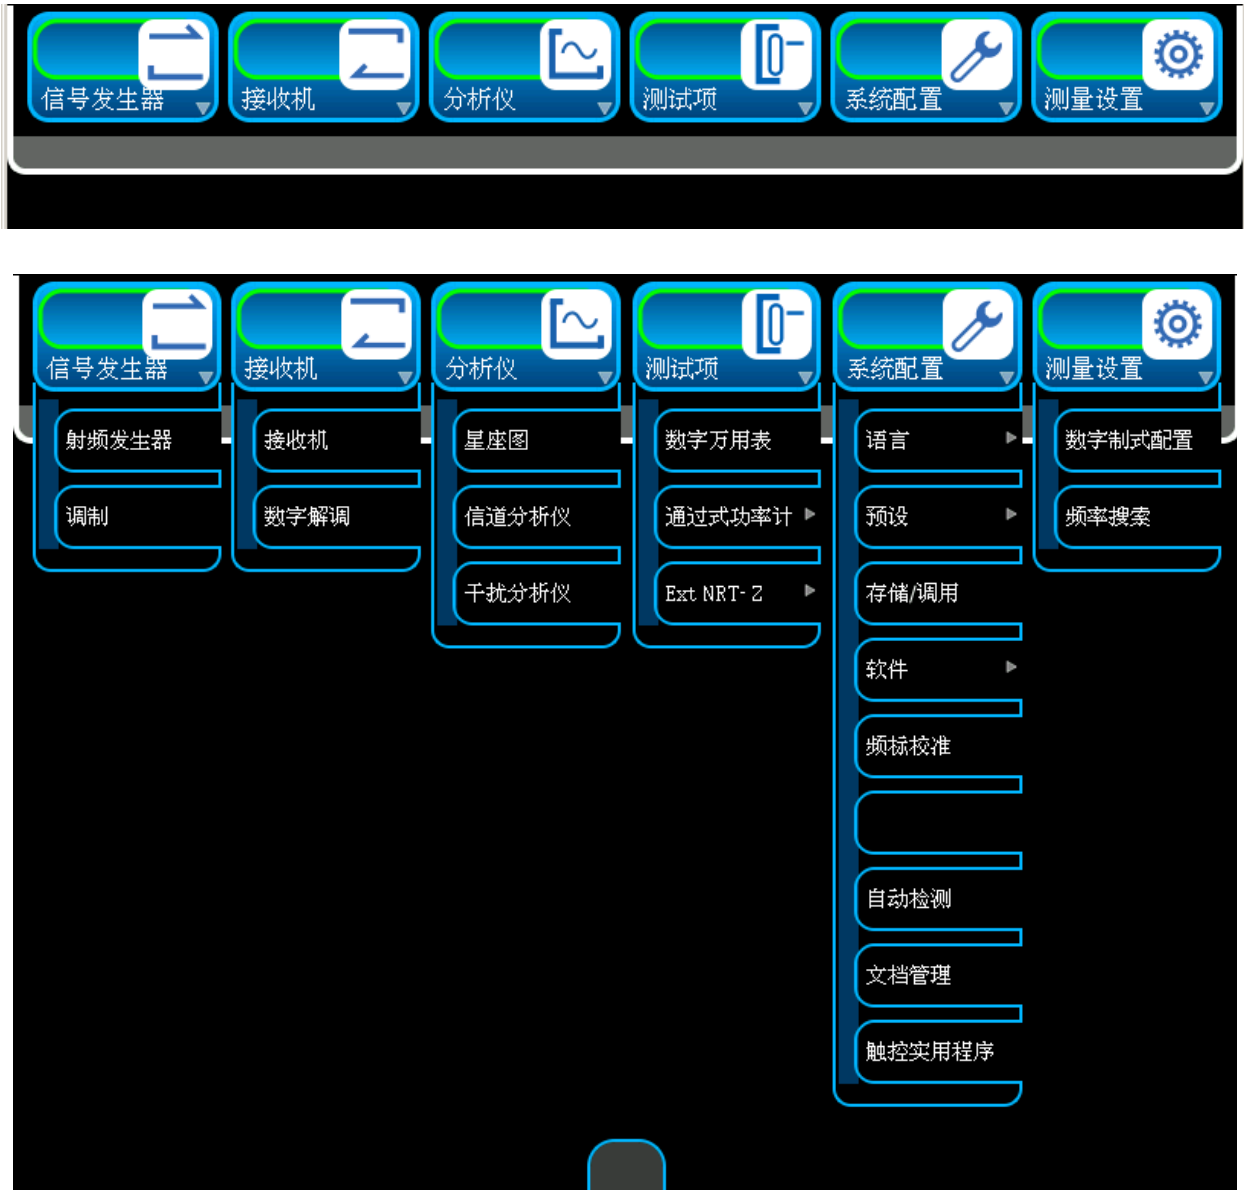 信号发生器 接收机 分析仪 测试项 系统配置 测量设置
信号发生器 接收机 分析仪 测试项 系统配置 测量设置
射频发生器 接收机 星座图 数字万用表 语言 数字制式配置
调制 数字解调 信道分析仪 通过式功率计 预设 频率搜索
干扰分析仪 Ext NRT- Z 存储/调用
软件
频标校准
自动检测
文档管理
触控实用程序